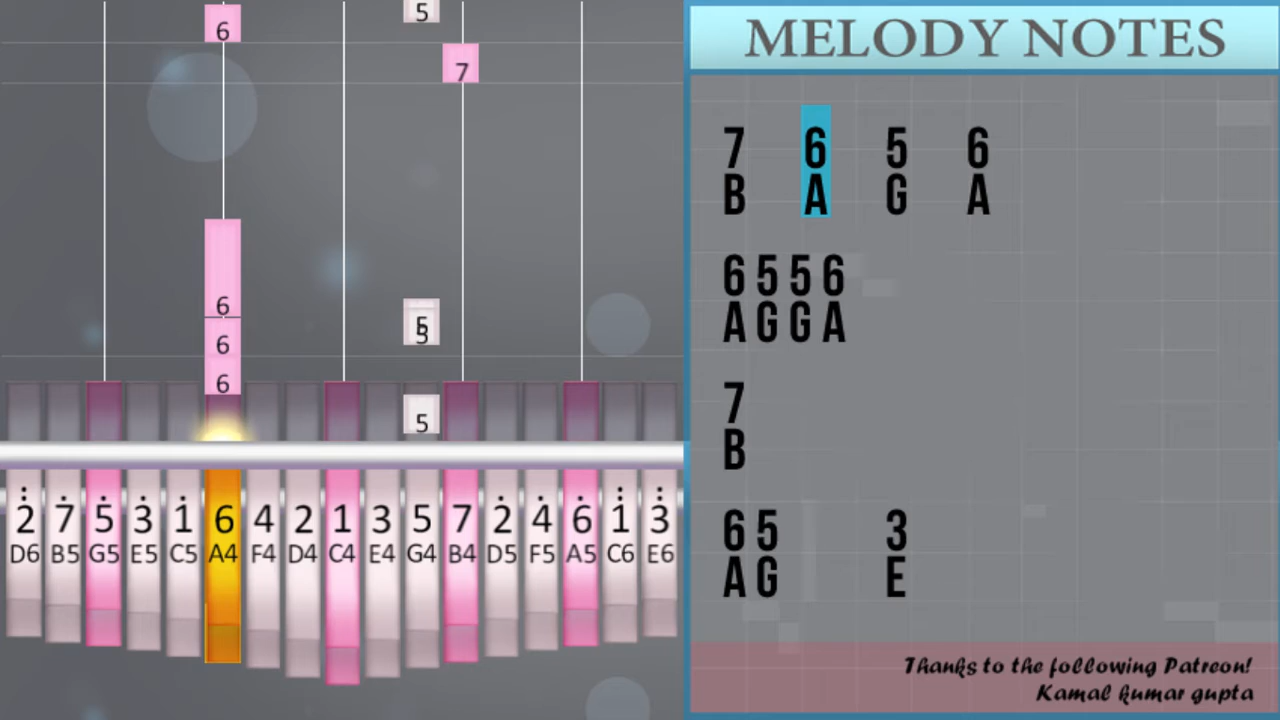 5
6
7
6
5
5
6
6
5
2̈ 7̇ 5̇ 3̇ 1̇ 6 4 2 1 3 5 7 2̇ 4̇ 6̇ 1̈ 3̈
D6 B5 G5 E5 C5 A4 F4 D4 C4 E4 G4 B4 D5 F5 A5 C6 E6
MELODY NOTES
7 6 5 6
B A G A
6 5 5 6
A G G A
7
B
6 5 3
A G E
Thanks to the following Patreon!
Kamal kumar gupta